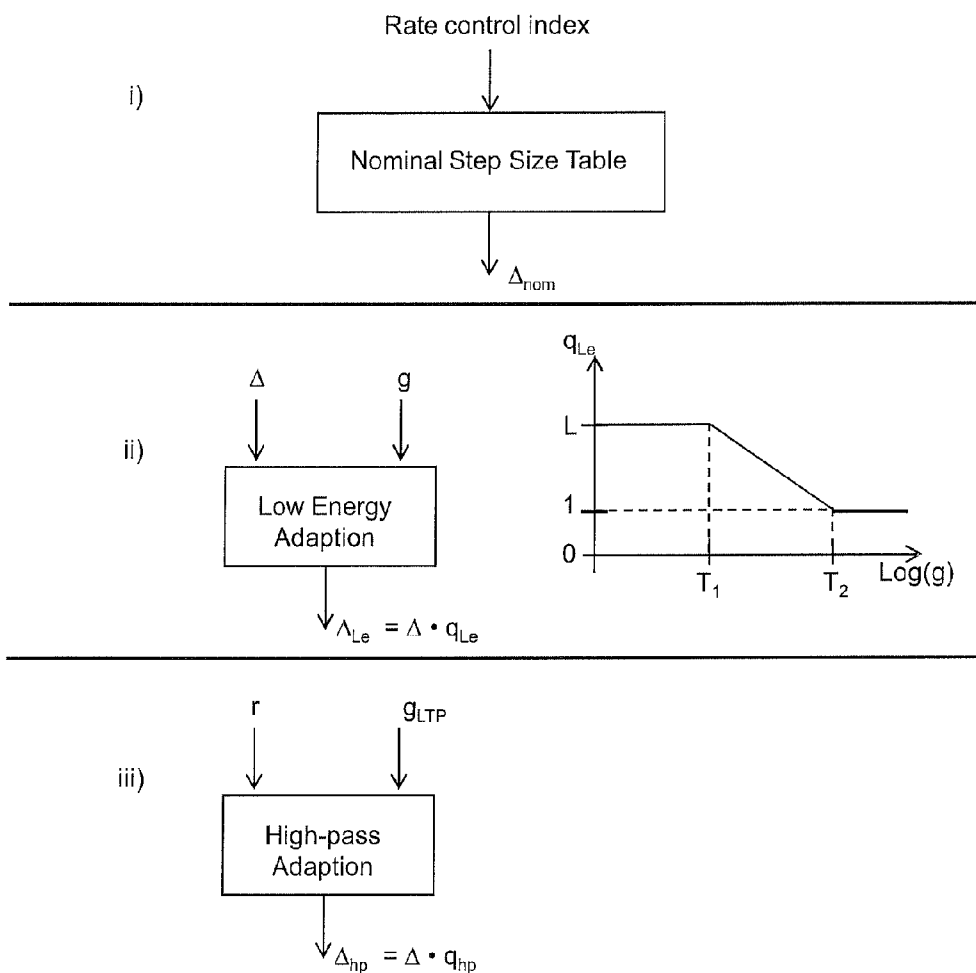 Rate control index
i)
Nominal Step Size Table
Δnom
ii)
Δ
g
Low Energy
Adaption
ΛLe = Δ • qLe
qLe
L
1
0
T1
T2
Log(g)
iii)
r
gLTP
High-pass
Adaption
Δhp = Δ • qhp